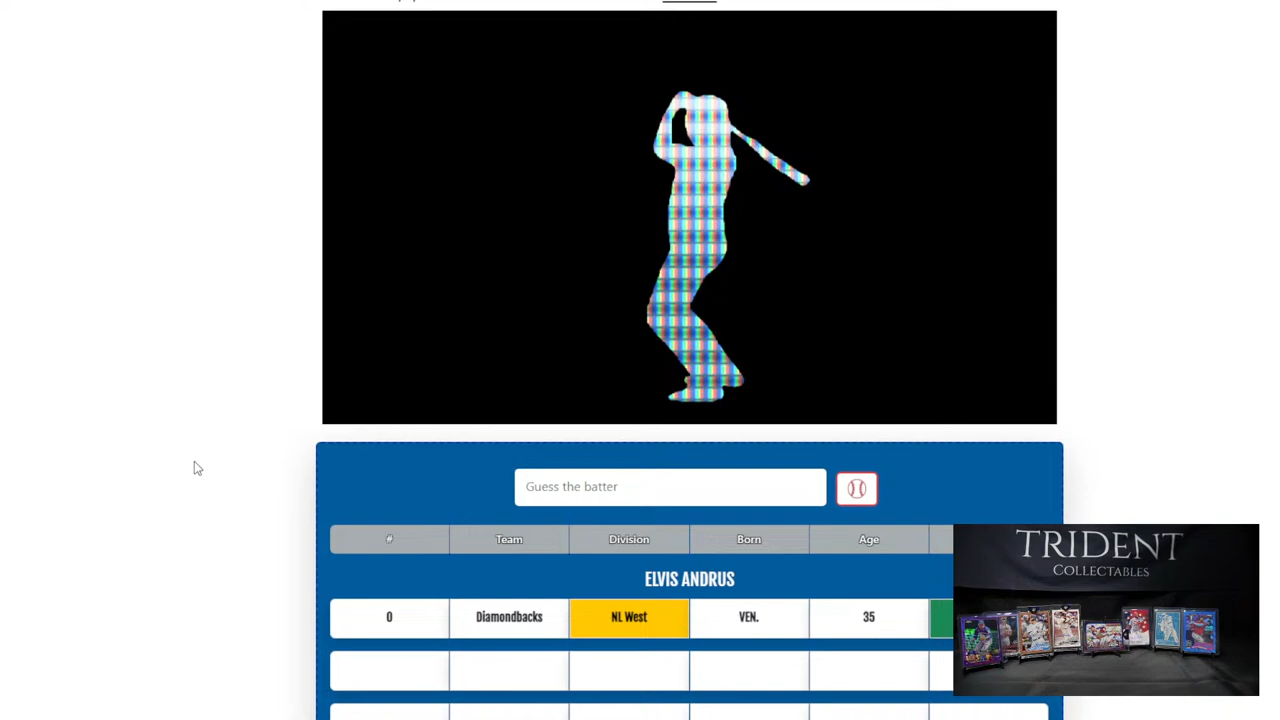 Guess the batter
# Team Division Born Age
ELVIS ANDRUS
0 Diamondbacks NL West VEN. 35
TRIDENT
COLLECTABLES